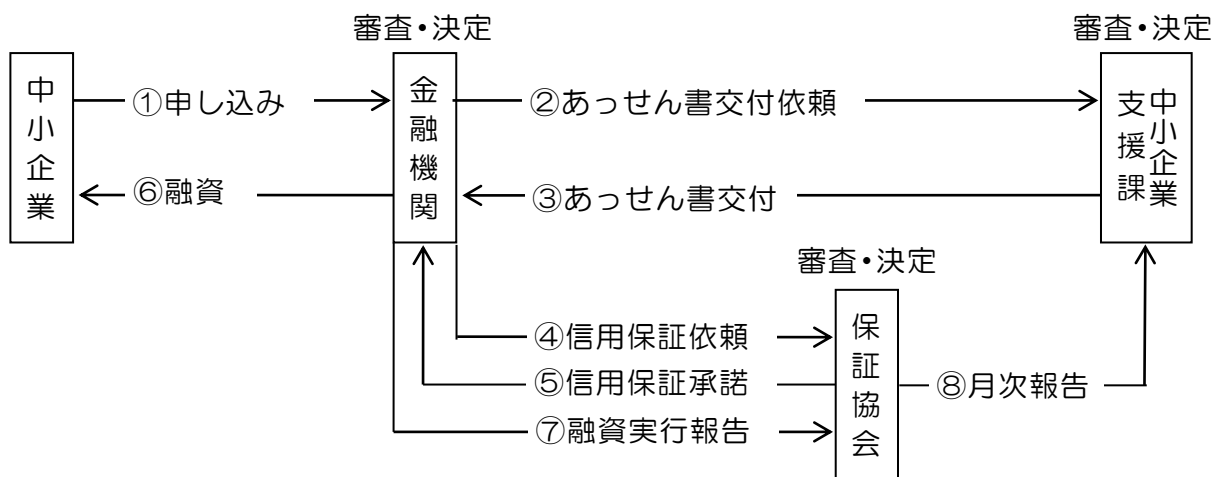 審査・決定
審査・決定
中小企業
①申し込み
金融機関
②あっせん書交付依頼
中小企業
支援課
⑥融資
③あっせん書交付
審査・決定
④信用保証依頼
保証協会
⑤信用保証承諾
⑧月次報告
⑦融資実行報告